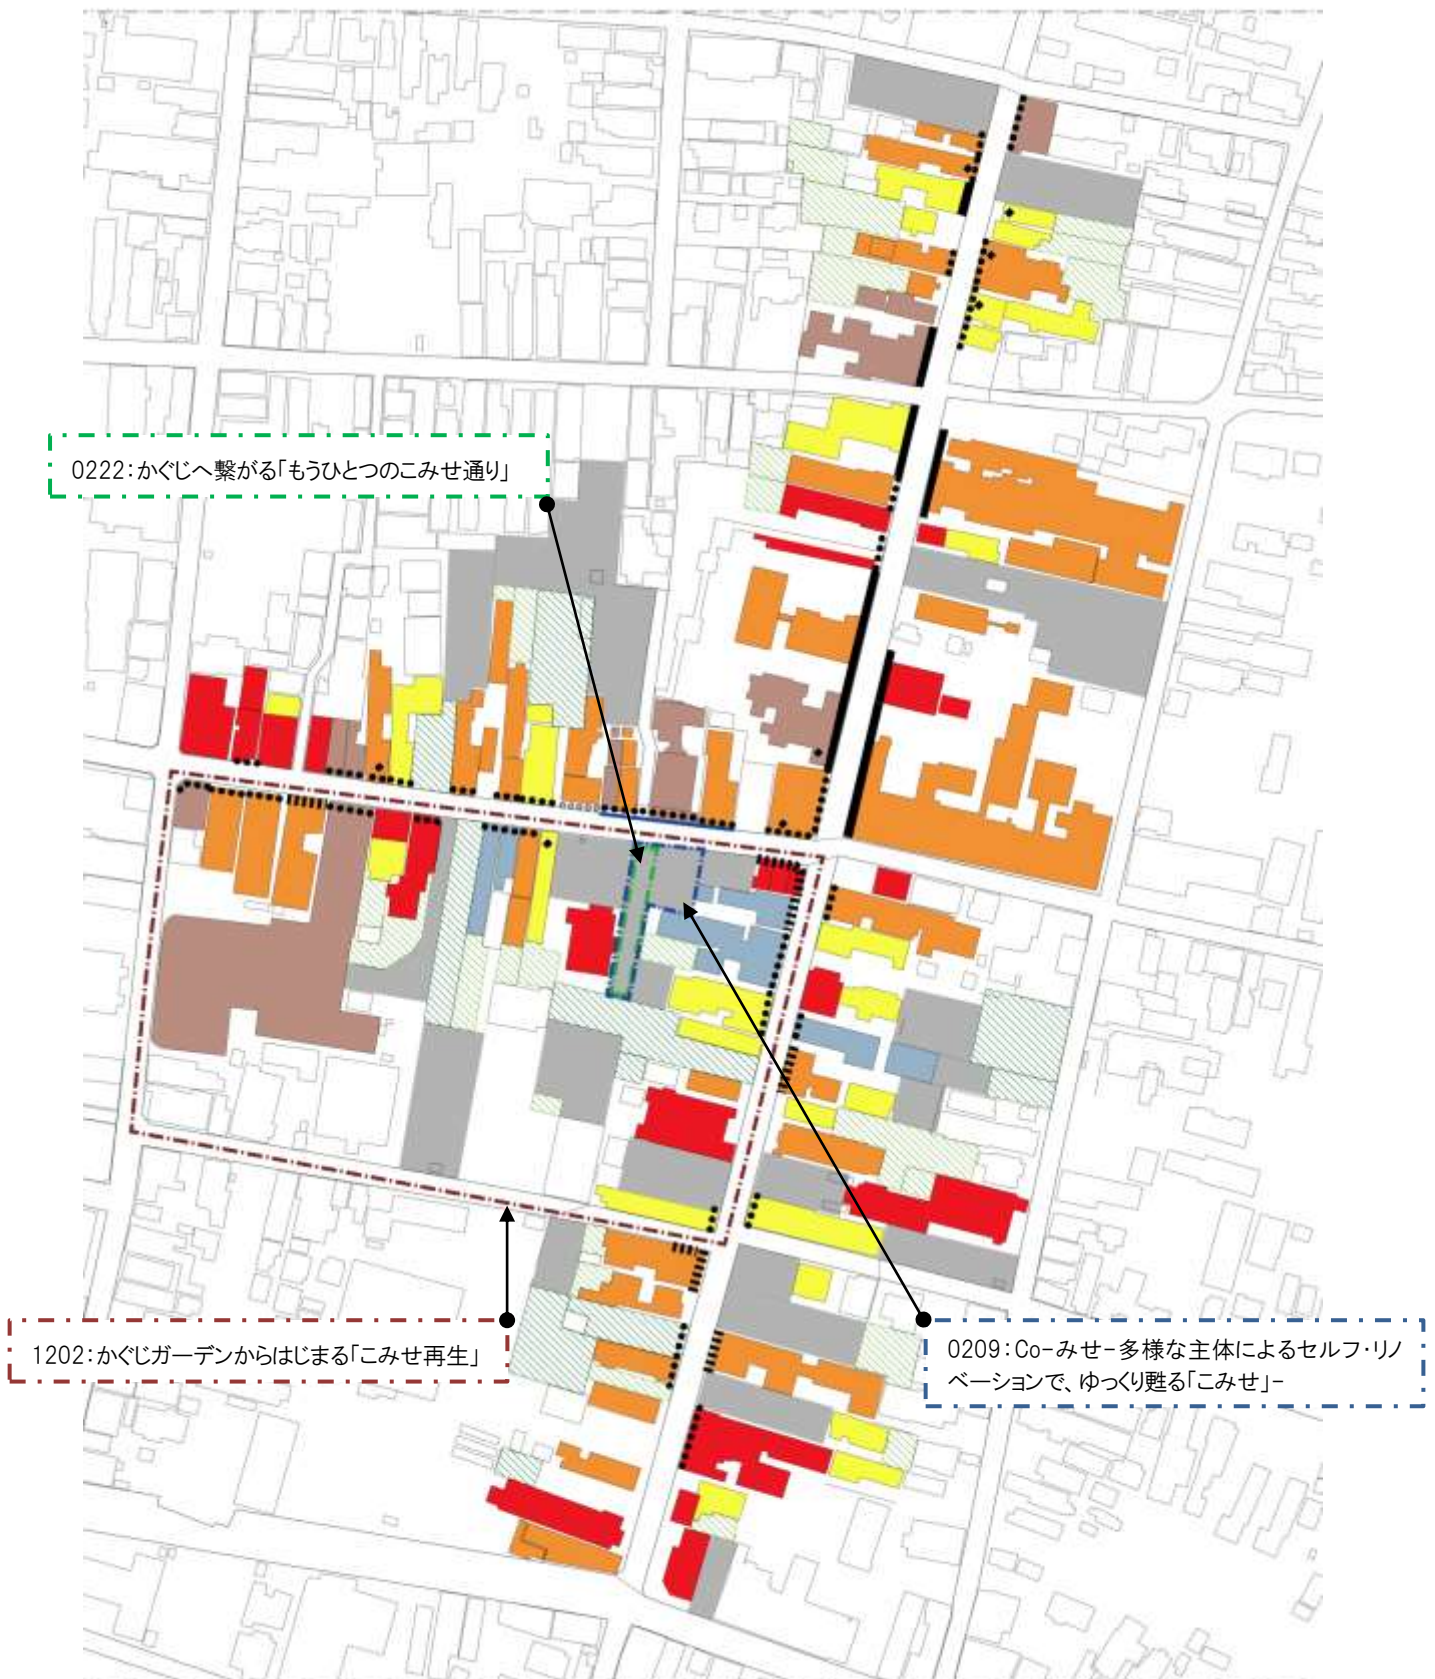 0222:かぐじへ繋がる「もうひとつのこみせ通り」
1202:かぐじガーデンからはじまる「こみせ再生」
0209:Co-みせ-多様な主体によるセルフ・リノ
ベーションで、ゆっくり甦る「こみせ」-